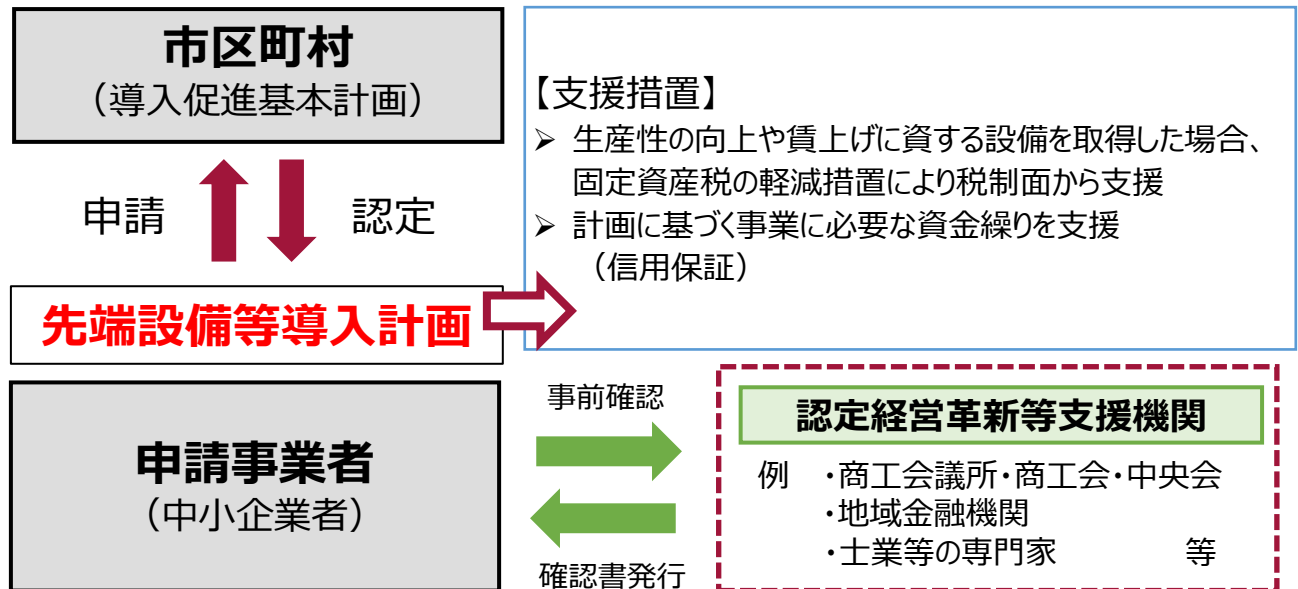 市区町村
（導入促進基本計画）
申請
認定
先端設備等導入計画
【支援措置】
➢ 生産性の向上や賃上げに資する設備を取得した場合、
固定資産税の軽減措置により税制面から支援
➢ 計画に基づく事業に必要な資金繰りを支援
（信用保証）
申請事業者
（中小企業者）
事前確認
確認書発行
認定経営革新等支援機関
例 ・商工会議所・商工会・中央会
・地域金融機関
・士業等の専門家 等